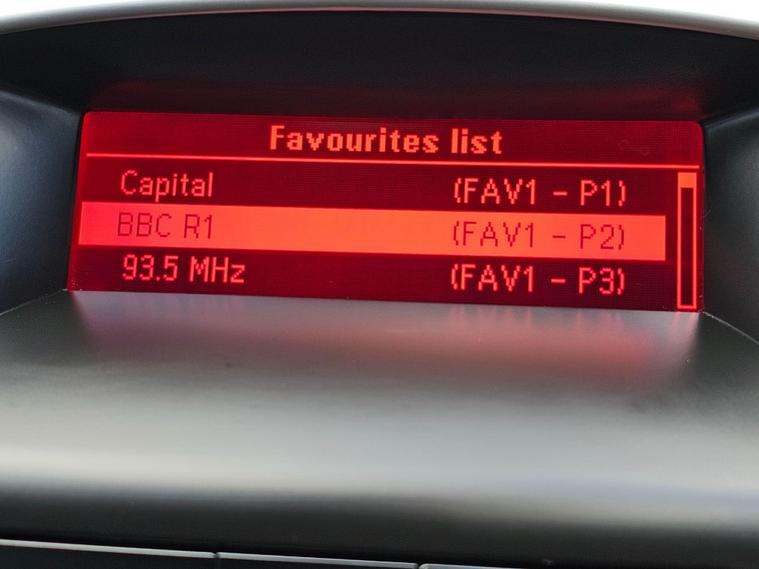 Favourites list
Capital (FAV1 - P1)
BBC R1 (FAV1 - P2)
93.5 MHz (FAV1 - P3)